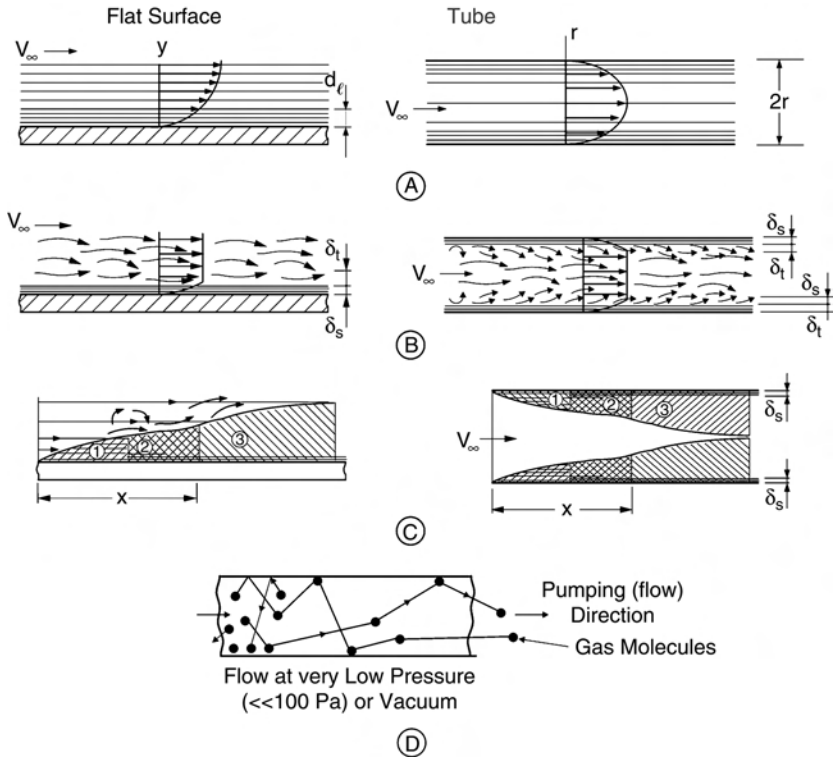 Flat Surface
Tube
V∞
y
dℓ
r
V∞
2r
A
V∞
δt
δs
V∞
δs
δt
δs
δt
B
1
2
3
x
V∞
1
2
3
δs
δs
x
C
Pumping (flow)
Direction
Gas Molecules
Flow at very Low Pressure
(<<100 Pa) or Vacuum
D